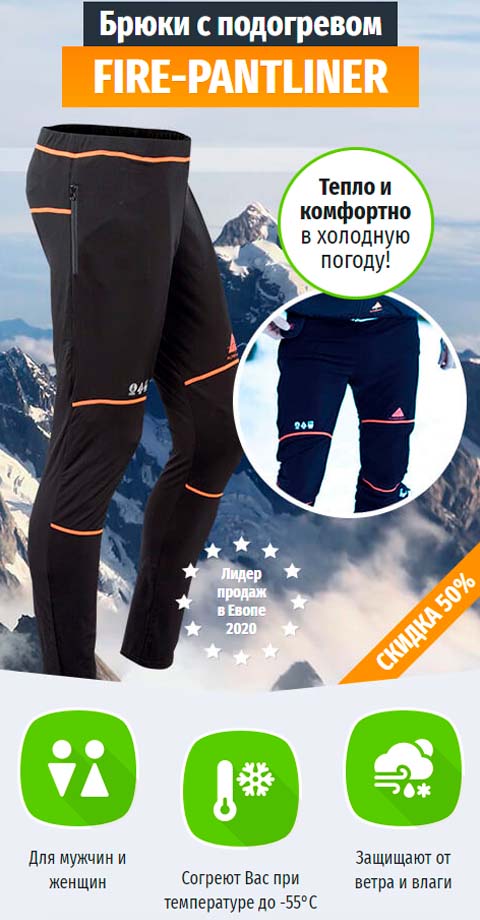 Брюки с подогревом
FIRE-PANTLINER
Тепло и
комфортно
в холодную
погоду!
Лидер
продаж
в Евопе
2020
СКИДКА 50%
Для мужчин и
женщин
Согреют Вас при
температуре до -55°C
Защищают от
ветра и влаги